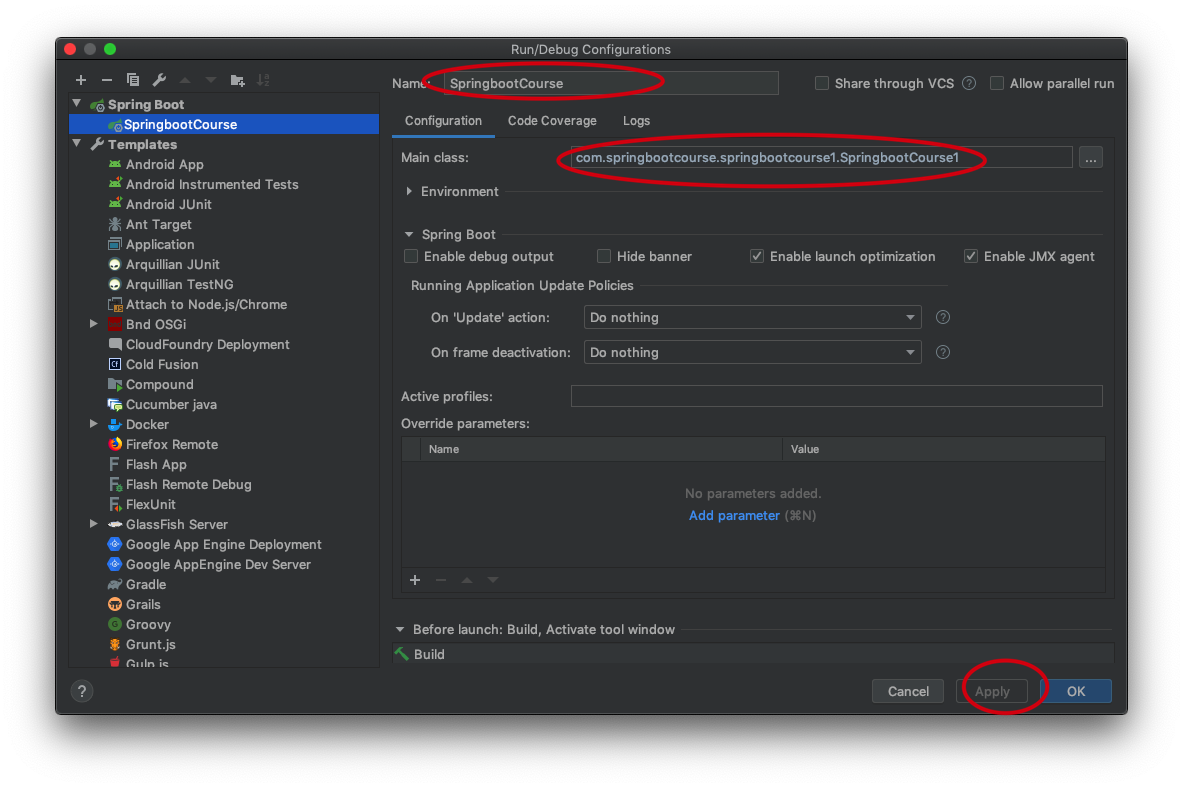 Run/Debug Configurations
Name: SpringbootCourse
Share through VCS ?
Allow parallel run
Spring Boot
SpringbootCourse
Templates
Android App
Android Instrumented Tests
Android JUnit
Ant Target
Application
Arquillian JUnit
Arquillian TestNG
Attach to Node.js/Chrome
Bnd OSGi
CloudFoundry Deployment
Cold Fusion
Compound
Cucumber java
Docker
Firefox Remote
Flash App
Flash Remote Debug
FlexUnit
GlassFish Server
Google App Engine Deployment
Google AppEngine Dev Server
Gradle
Grails
Groovy
Grunt.js
Gulp.js
Configuration Code Coverage Logs
Main class: com.springbootcourse.springbootcourse1.SpringbootCourse1 ...
Environment
Spring Boot
Enable debug output Hide banner Enable launch optimization Enable JMX agent
Running Application Update Policies
On 'Update' action: Do nothing ?
On frame deactivation: Do nothing ?
Active profiles:
Override parameters:
Name Value
No parameters added.
Add parameter (⌘N)
Before launch: Build, Activate tool window
Build
? Cancel Apply OK